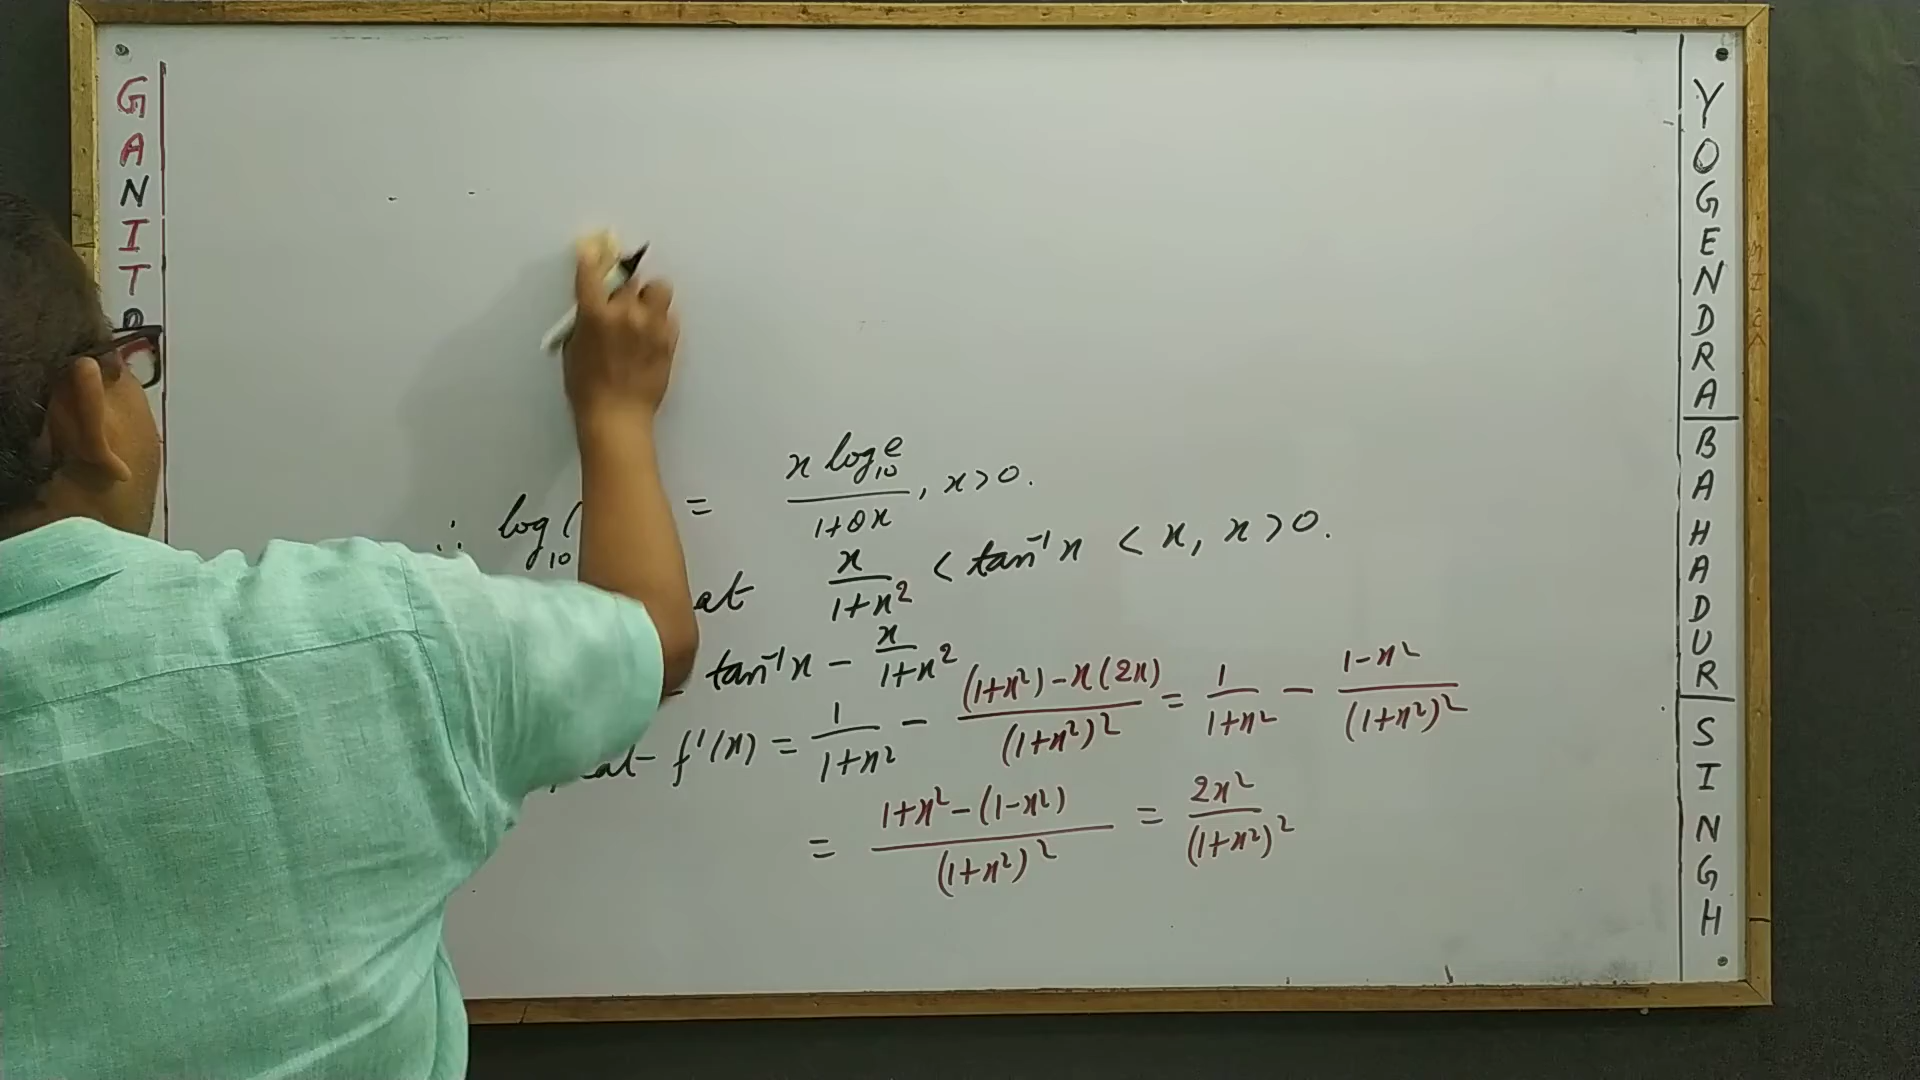 GANIT
∴ log₁₀( = x log₁₀e / 1+θx , x>0.
at x / 1+x² < tan⁻¹x < x, x>0.
tan⁻¹x − x / 1+x²
f'(x) = 1 / 1+x² − (1+x²)−x(2x) / (1+x²)² = 1 / 1+x² − 1−x² / (1+x²)²
= 1+x²−(1−x²) / (1+x²)² = 2x² / (1+x²)²
YOGENDRA
BAHADUR
SINGH